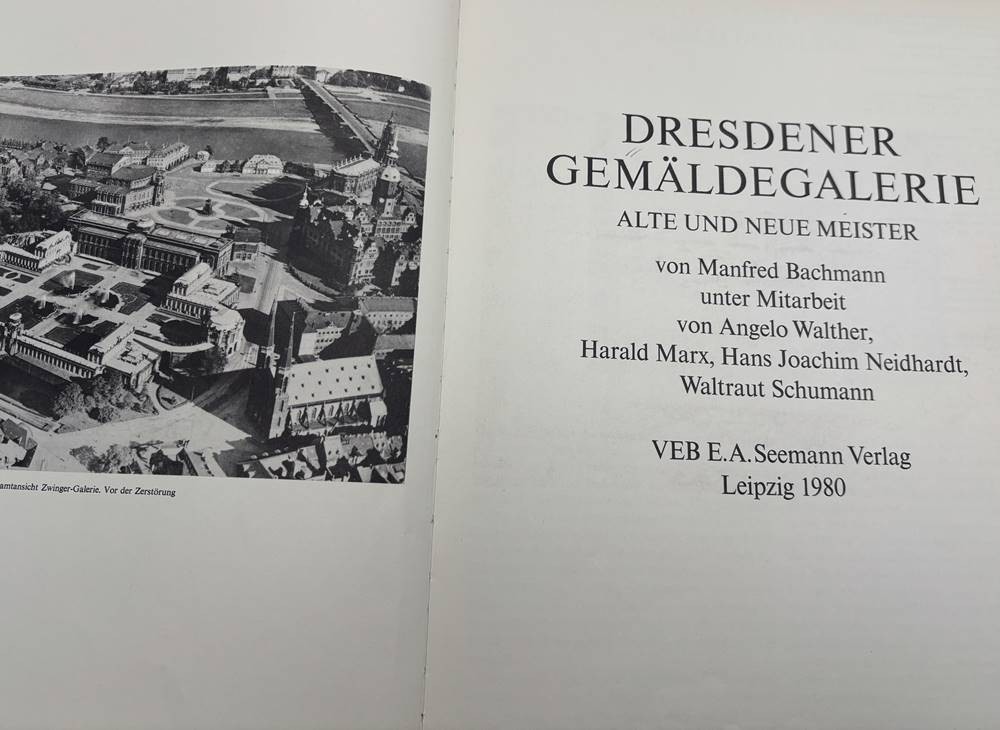 amtansicht Zwinger-Galerie. Vor der Zerstörung
DRESDENER
GEMÄLDEGALERIE
ALTE UND NEUE MEISTER
von Manfred Bachmann
unter Mitarbeit
von Angelo Walther,
Harald Marx, Hans Joachim Neidhardt,
Waltraut Schumann
VEB E. A. Seemann Verlag
Leipzig 1980